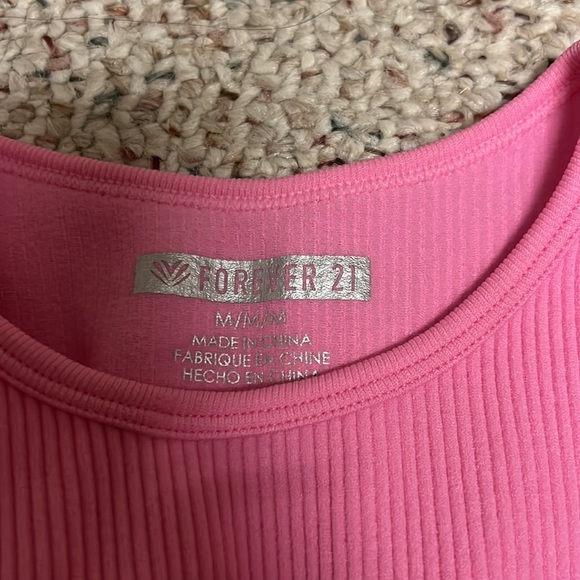 FOREVER 21
M/M/M
MADE IN CHINA
FABRIQUE EN CHINE
HECHO EN CHINA